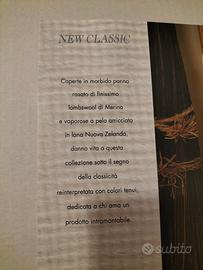 NEW CLASSIC
Coperte in morbido panno
rasato di finissimo
lambswool di Merino
e vaporose a pelo arricciato
in lana Nuova Zelanda,
danno vita a questa
collezione sotto il segno
della classicità
reinterpretata con colori tenui,
dedicata a chi ama un
prodotto intramontabile.
subito